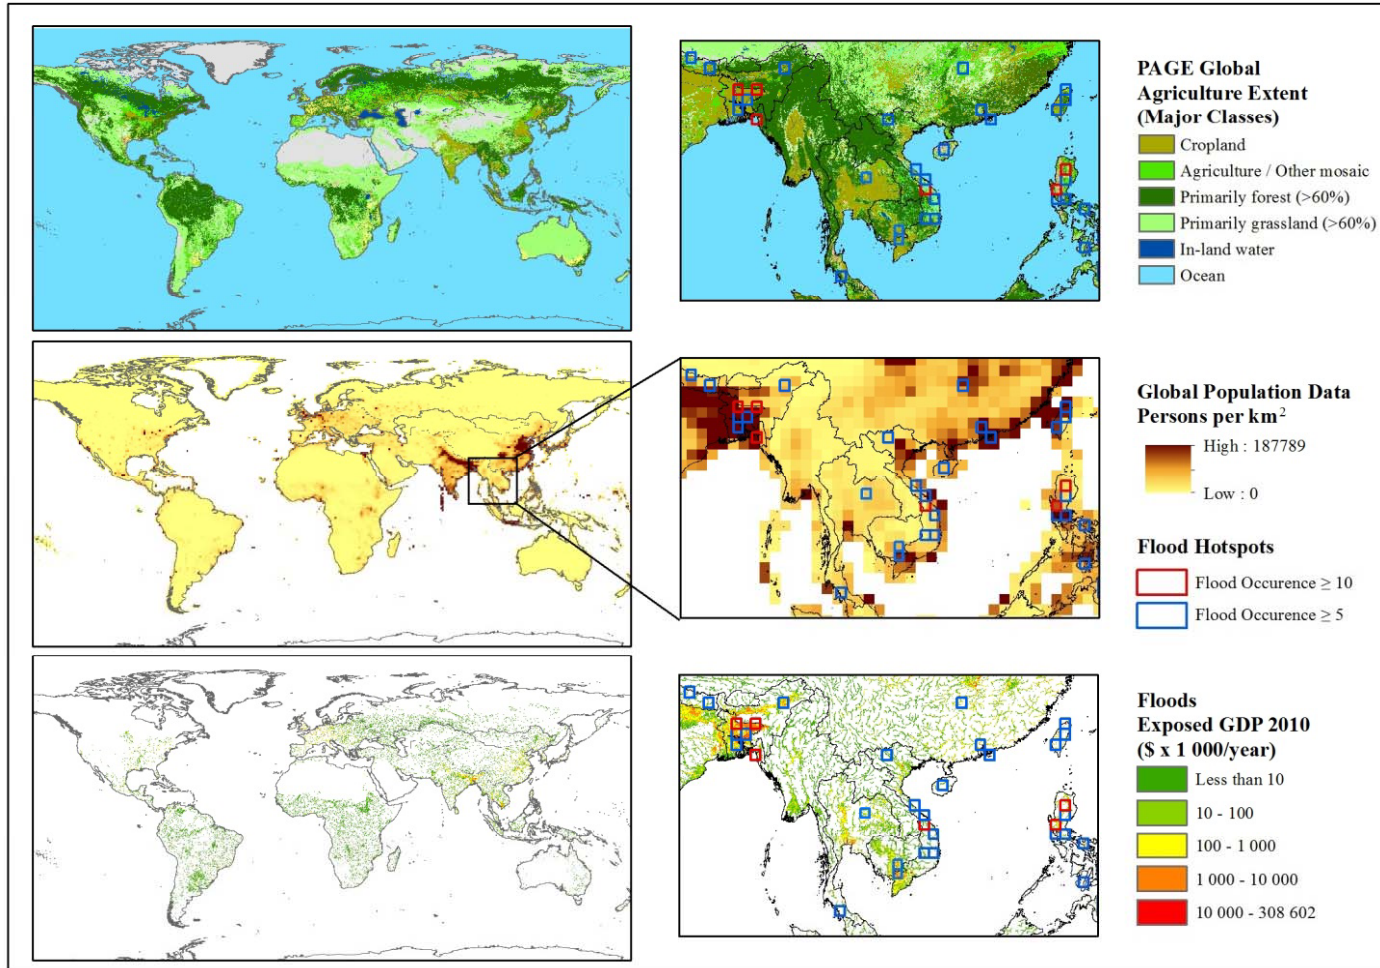 PAGE Global
Agriculture Extent
(Major Classes)
Cropland
Agriculture / Other mosaic
Primarily forest (>60%)
Primarily grassland (>60%)
In-land water
Ocean
Global Population Data
Persons per km²
High : 187789
Low : 0
Flood Hotspots
Flood Occurence ≥ 10
Flood Occurence ≥ 5
Floods
Exposed GDP 2010
($ x 1 000/year)
Less than 10
10 - 100
100 - 1 000
1 000 - 10 000
10 000 - 308 602